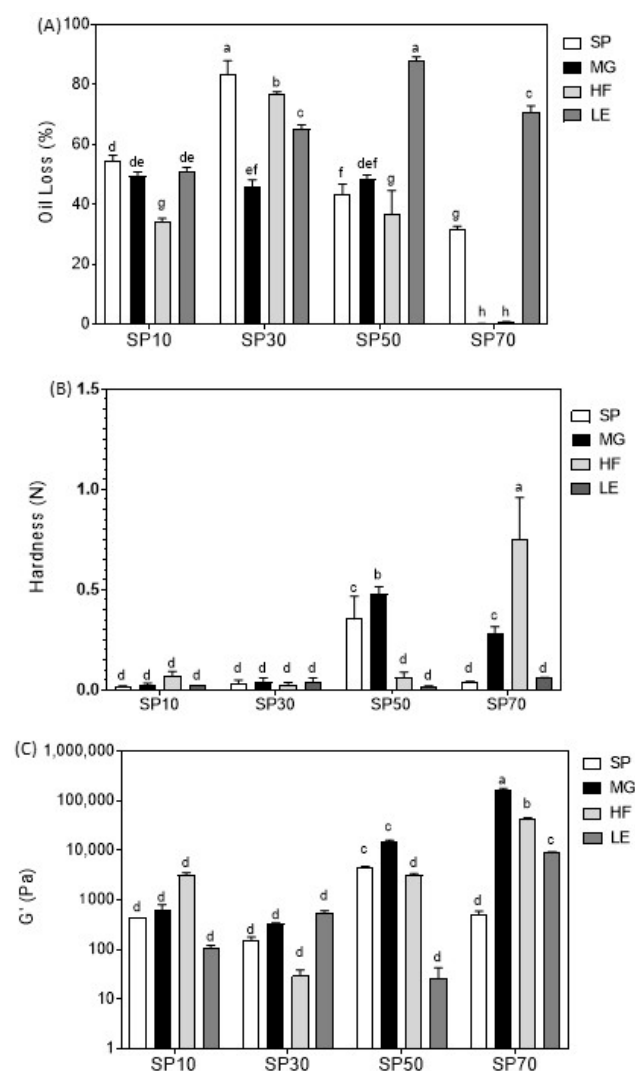 (A)
100
80
60
40
20
0
Oil Loss (%)
d de g de
a ef b c
f def g a
g h h c
SP10 SP30 SP50 SP70
SP
MG
HF
LE
(B)
1.5
1.0
0.5
0.0
Hardness (N)
d d d d
d d d d
c b d d
d c a d
SP10 SP30 SP50 SP70
SP
MG
HF
LE
(C)
1,000,000
100,000
10,000
1000
100
10
1
G' (Pa)
d d d d
d d d d
c c d d
d a b c
SP10 SP30 SP50 SP70
SP
MG
HF
LE